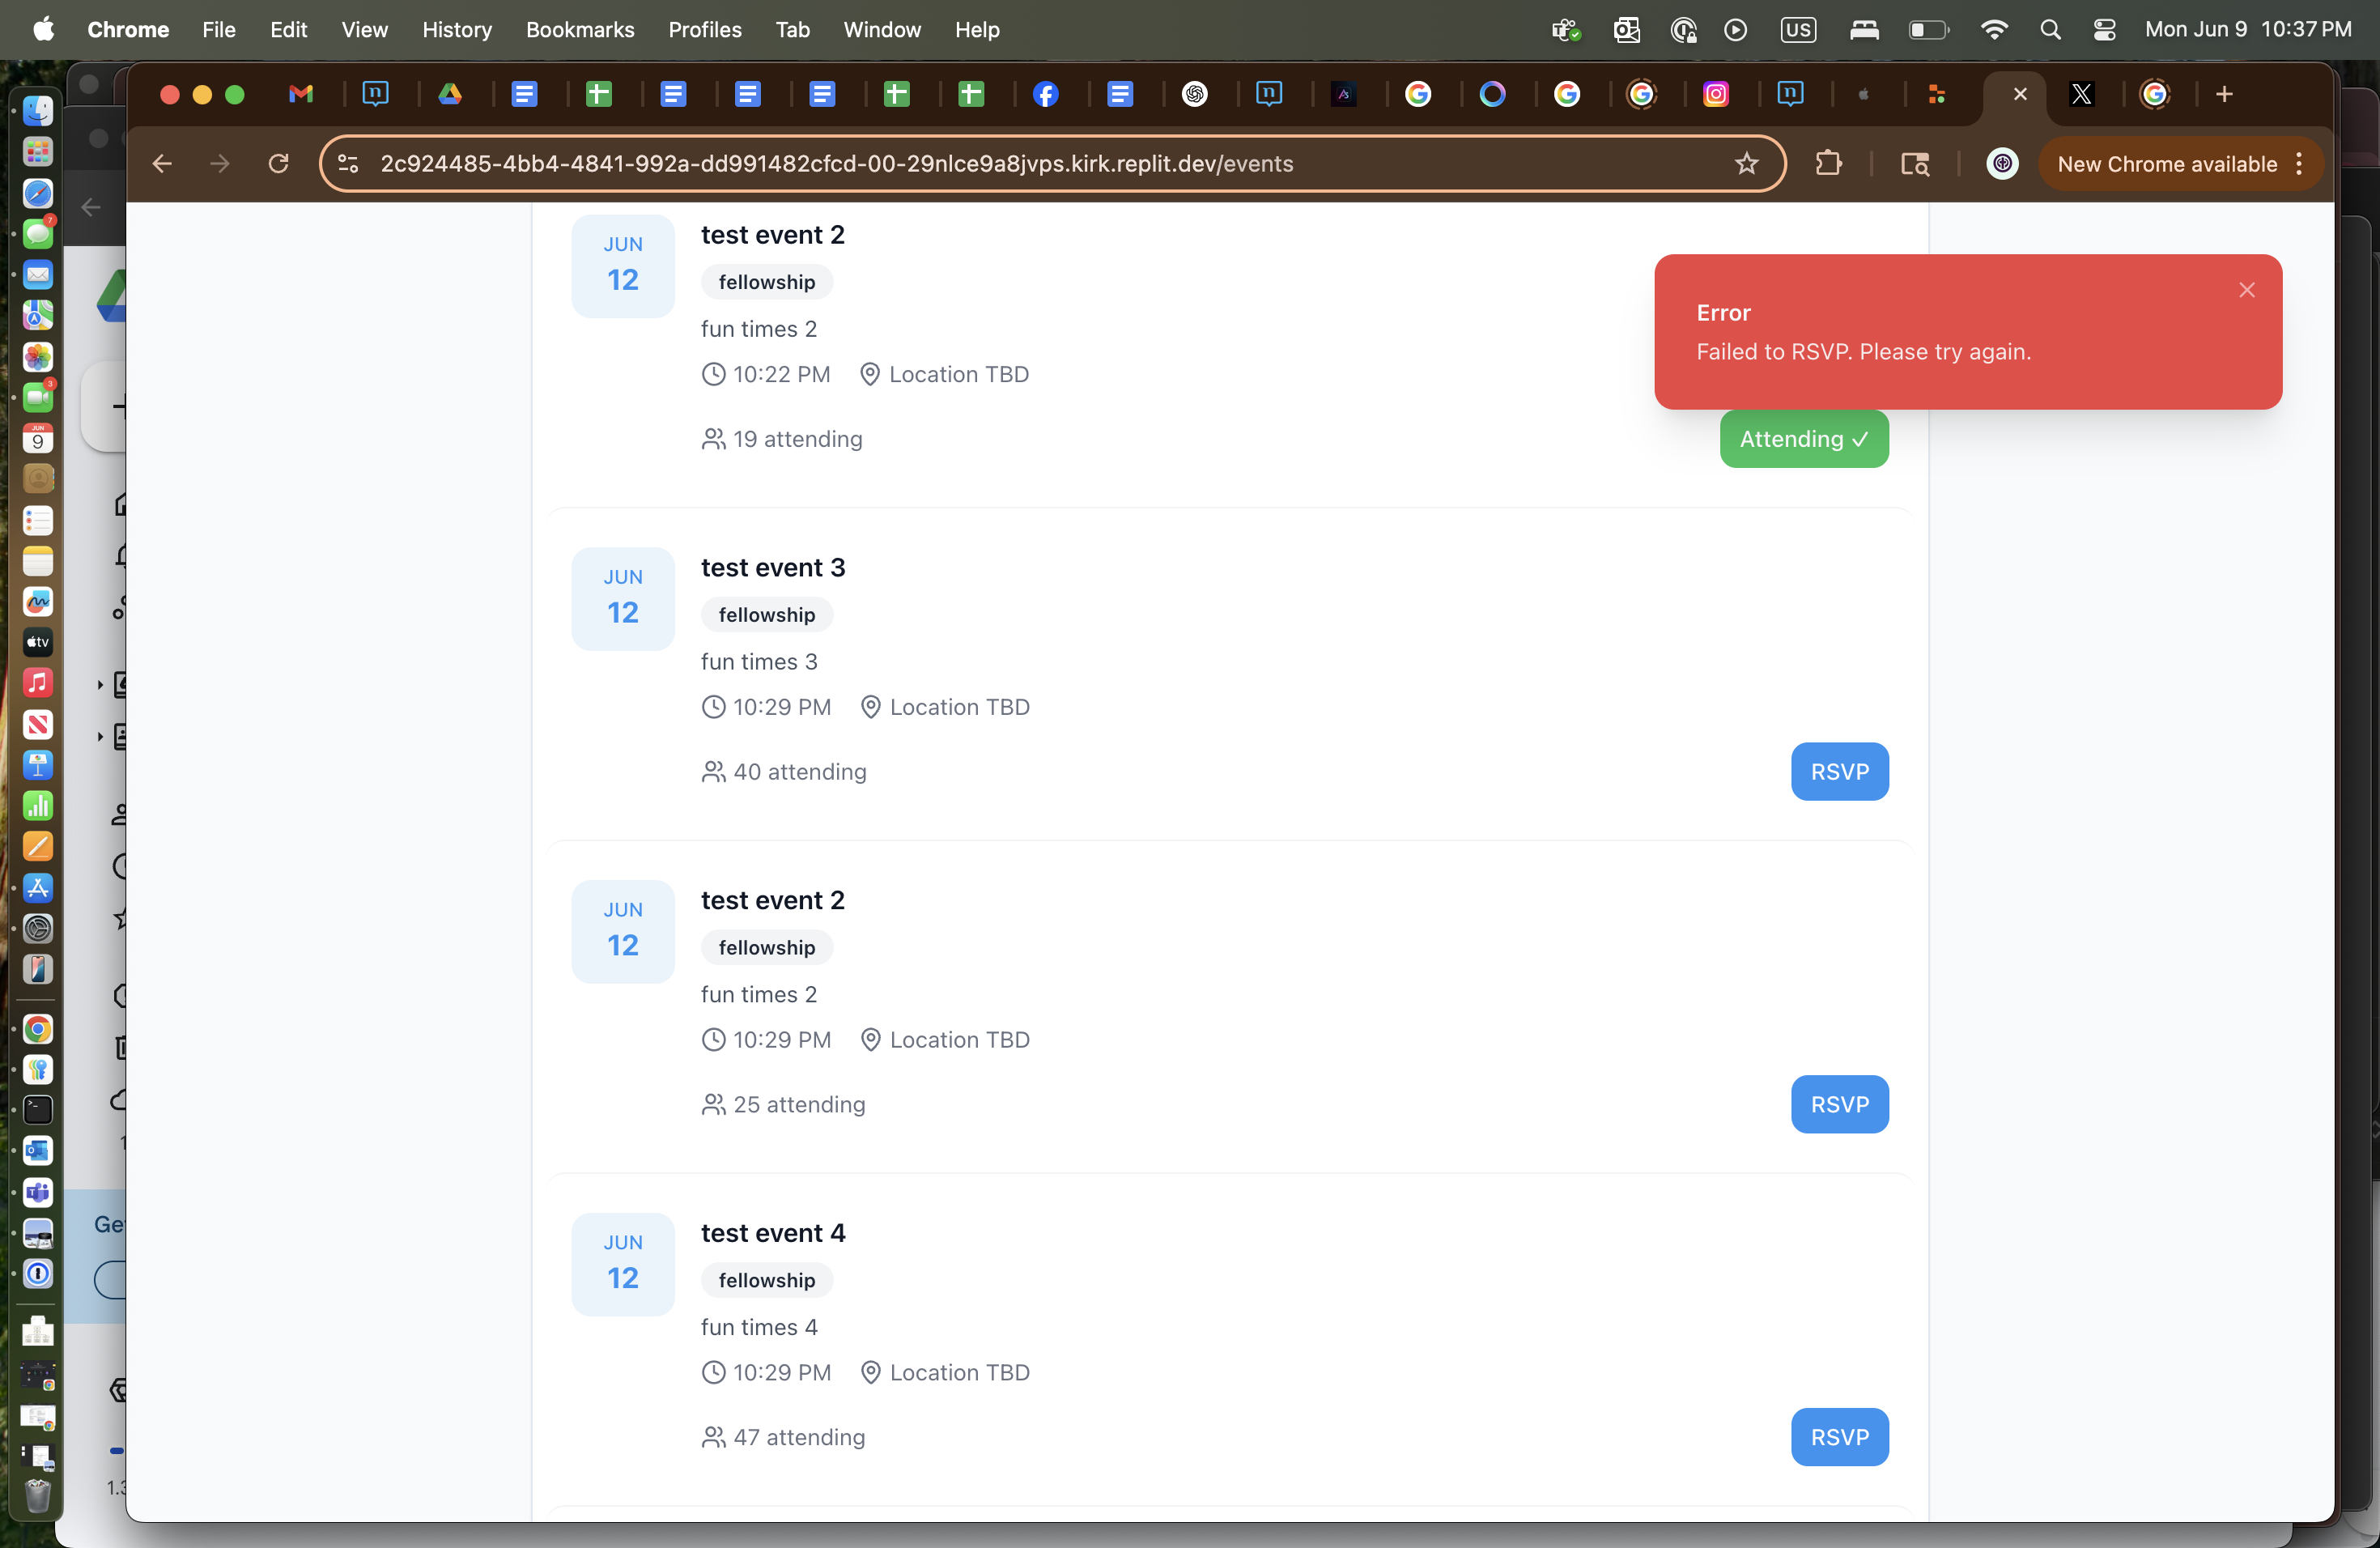 Chrome File Edit View History Bookmarks Profiles Tab Window Help US Mon Jun 9 10:37 PM
2c924485-4bb4-4841-992a-dd991482cfcd-00-29nlce9a8jvps.kirk.replit.dev/events
New Chrome available
JUN
12
test event 2
fellowship
fun times 2
10:22 PM Location TBD
19 attending
Attending ✓
Error
Failed to RSVP. Please try again.
JUN
12
test event 3
fellowship
fun times 3
10:29 PM Location TBD
40 attending
RSVP
JUN
12
test event 2
fellowship
fun times 2
10:29 PM Location TBD
25 attending
RSVP
JUN
12
test event 4
fellowship
fun times 4
10:29 PM Location TBD
47 attending
RSVP
7
3
JUN
9
tv